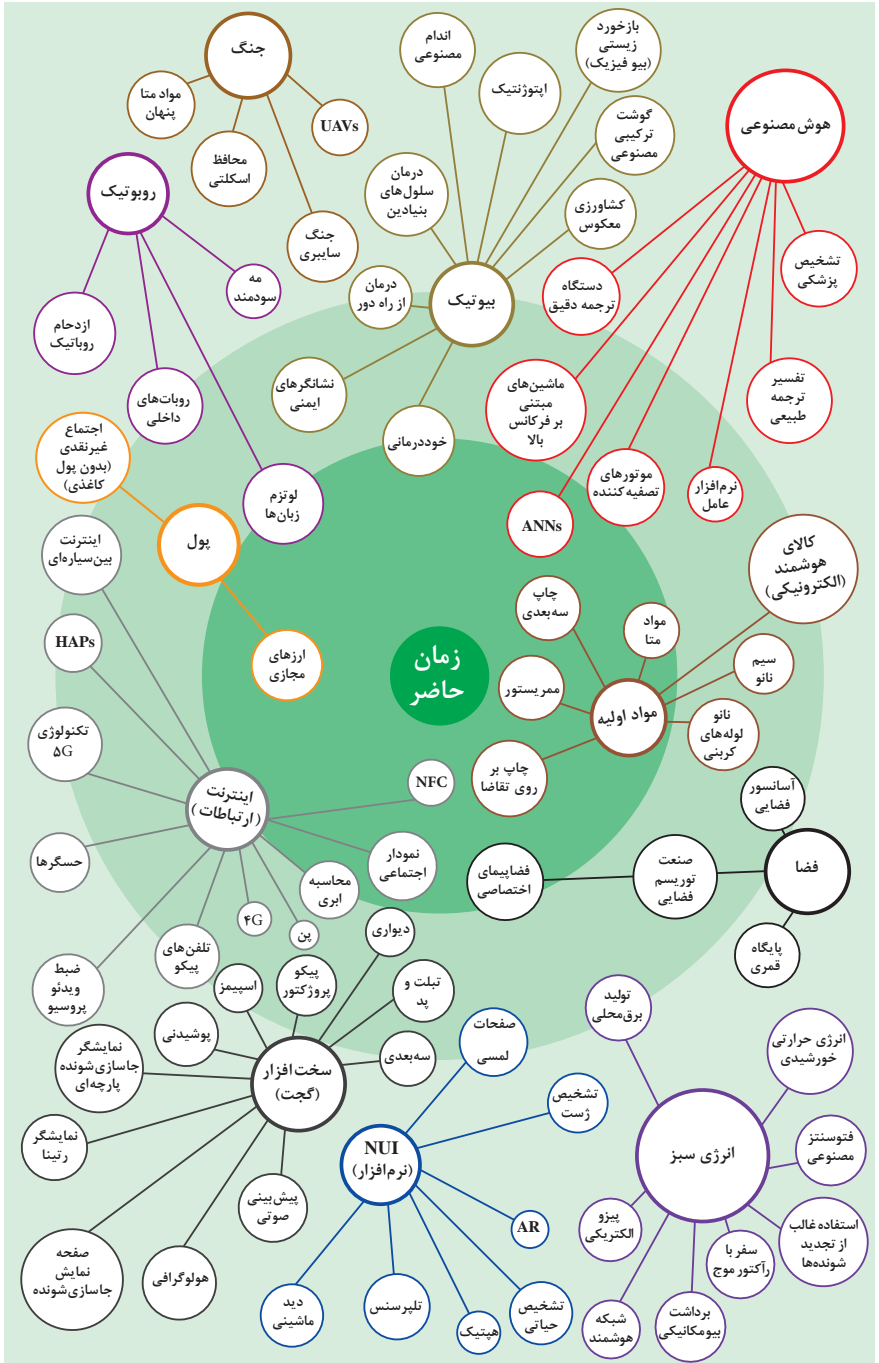 جنگ
مواد متا
پنهان
محافظ
اسکلتی
UAVs
جنگ
سایبری
روبوتیک
مه
سودمند
ازدحام
روباتیک
روبات‌های
داخلی
لوتزم
زبان‌ها
اندام
مصنوعی
بازخورد
زیستی
(بیو فیزیک)
اپتوژنتیک
گوشت
ترکیبی
مصنوعی
درمان
سلول‌های
بنیادین
کشاورزی
معکوس
بیوتیک
درمان
از راه دور
نشانگرهای
ایمنی
خوددرمانی
هوش مصنوعی
تشخیص
پزشکی
دستگاه
ترجمه دقیق
تفسیر
ترجمه
طبیعی
ماشین‌های
مبتنی
بر فرکانس
بالا
موتورهای
تصفیه‌کننده
نرم‌افزار
عامل
ANNs
اجتماع
غیرنقدی
(بدون پول
کاغذی)
پول
ارزهای
مجازی
زمان
حاضر
کالای
هوشمند
(الکترونیکی)
چاپ
سه‌بعدی
مواد
متا
سیم
نانو
ممریستور
مواد اولیه
نانو
لوله‌های
کربنی
چاپ بر
روی تقاضا
اینترنت
بین‌سیاره‌ای
HAPs
تکنولوژی
۵G
اینترنت
(ارتباطات)
NFC
حسگرها
نمودار
اجتماعی
محاسبه
ابری
۴G
پن
تلفن‌های
پیکو
ضبط
ویدئو
پروسیو
آسانسور
فضایی
فضا
صنعت
توریسم
فضایی
فضاپیمای
اختصاصی
پایگاه
قمری
دیواری
پیکو
پروژکتور
اسپیمز
تبلت و
پد
پوشیدنی
سه‌بعدی
نمایشگر
جاسازی‌شونده
پارچه‌ای
سخت‌افزار
(گجت)
نمایشگر
رتینا
پیش‌بینی
صوتی
هولوگرافی
صفحه
نمایش
جاسازی‌شونده
صفحات
لمسی
تشخیص
ژست
NUI
(نرم‌افزار)
AR
تشخیص
حیاتی
هپتیک
تلپرسنس
دید
ماشینی
تولید
برق‌محلی
انرژی حرارتی
خورشیدی
انرژی سبز
فتوسنتز
مصنوعی
پیزو
الکتریکی
استفاده غالب
از تجدید
شونده‌ها
سفر با
رآکتور موج
برداشت
بیومکانیکی
شبکه
هوشمند